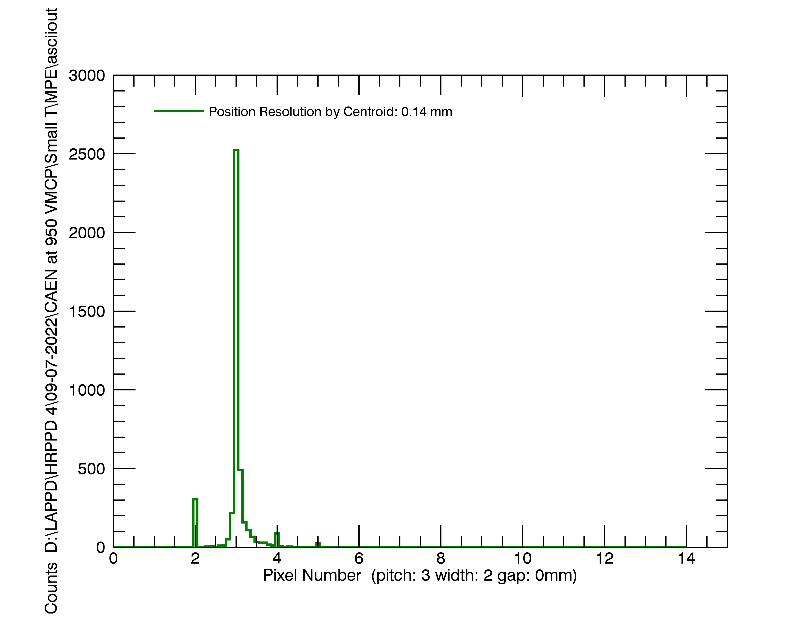 Counts  D:\LAPPD\HRPPD 4\09-07-2022\CAEN at 950 VMCP\Small T\MPE\asciiout
3000
2500
2000
1500
1000
500
0
Position Resolution by Centroid: 0.14 mm
0 2 4 6 8 10 12 14
Pixel Number  (pitch: 3 width: 2 gap: 0mm)